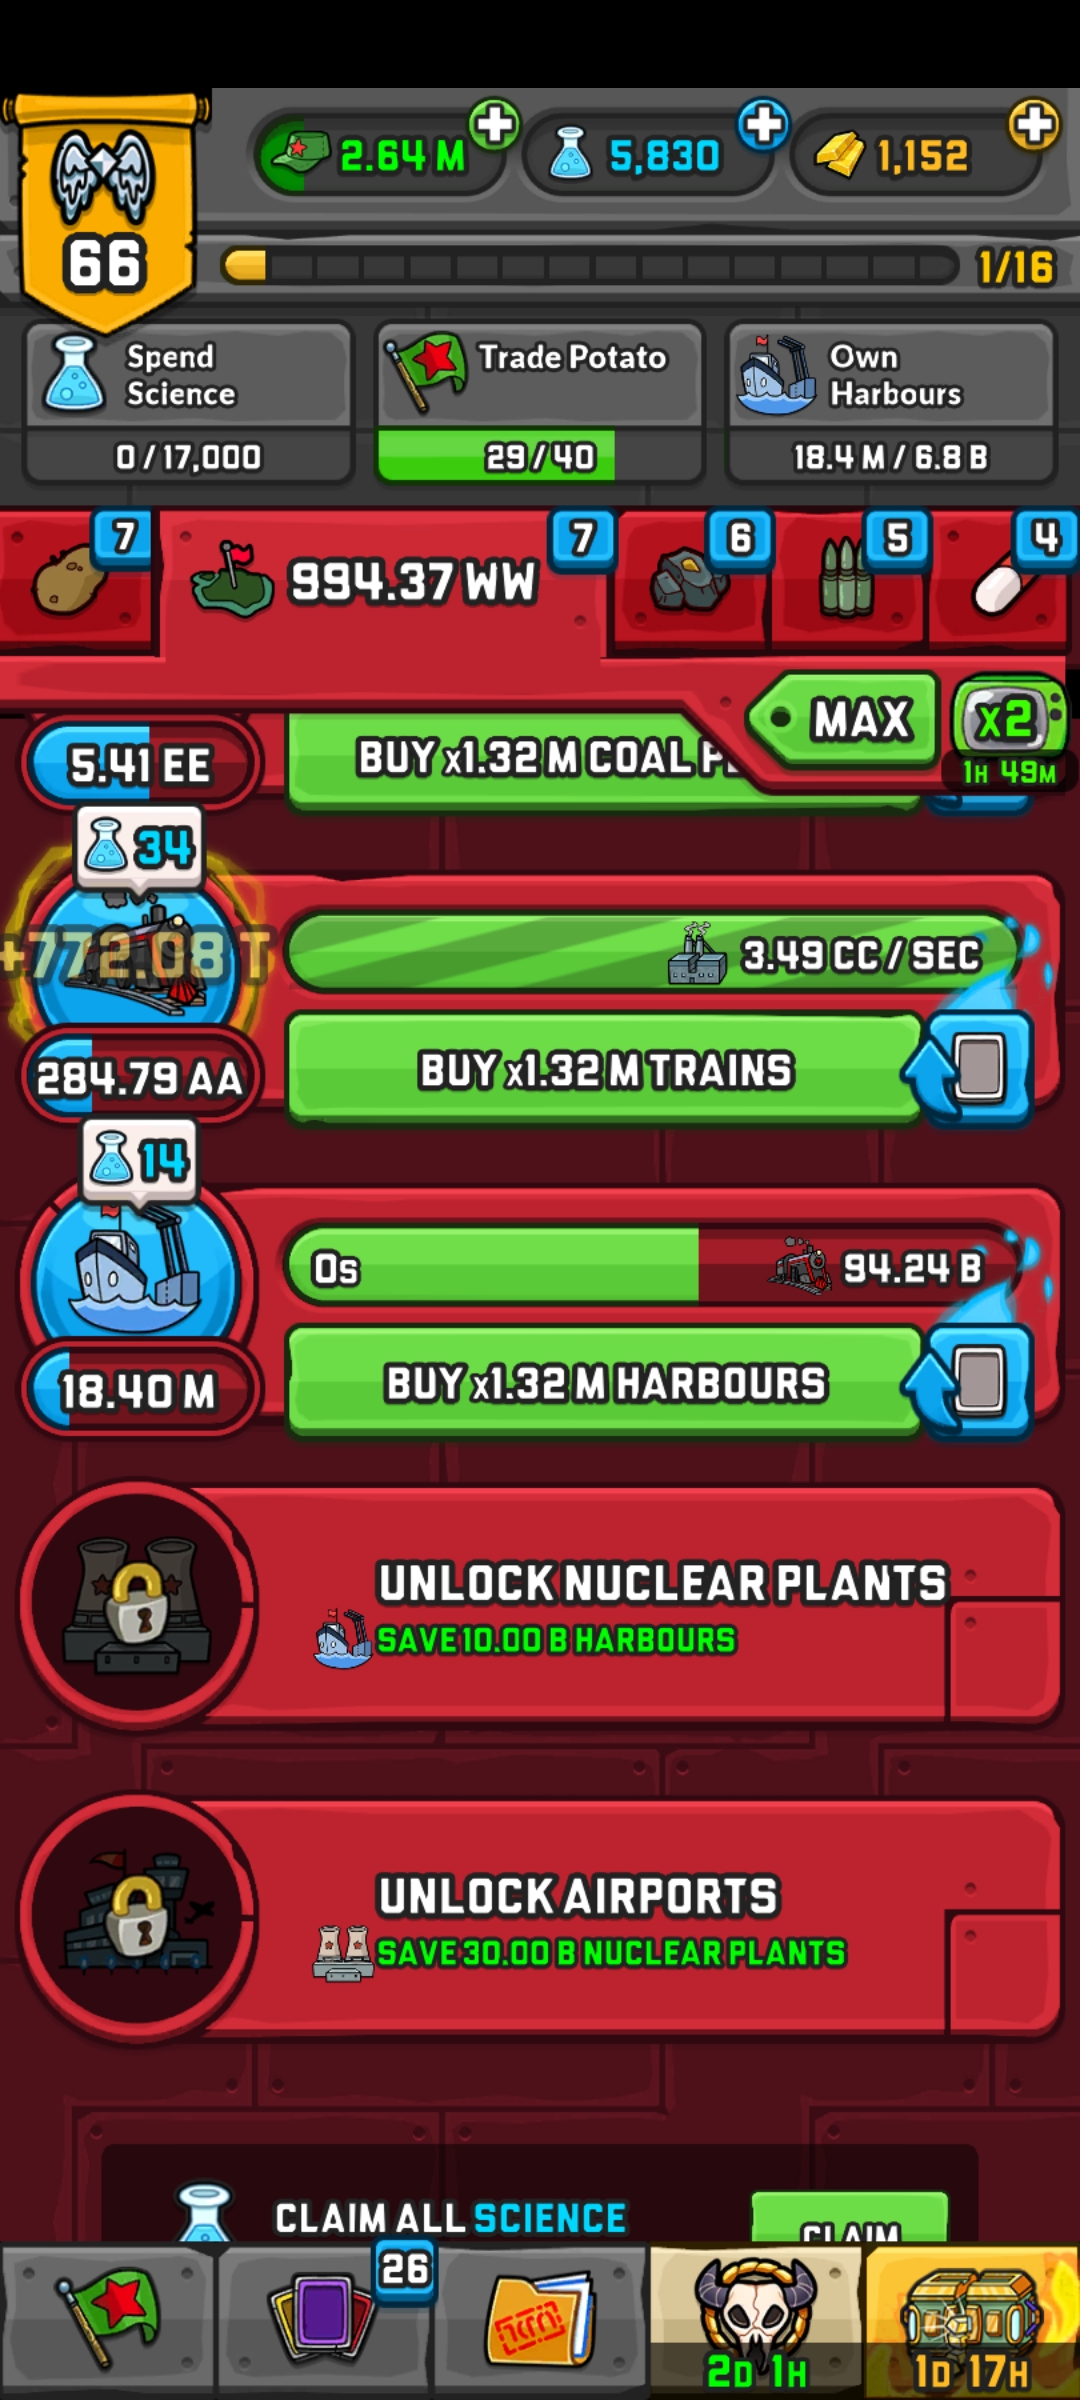 2.64 M
5,830
1,152
66
1/16
Spend
Science
0 / 17,000
Trade Potato
29 / 40
Own
Harbours
18.4 M / 6.8 B
7
994.37 WW
7
6
5
4
MAX
x2
1H 49M
5.41 EE
BUY x1.32 M COAL
34
+772.08 T
3.49 CC / SEC
284.79 AA
BUY x1.32 M TRAINS
14
0s
94.24 B
18.40 M
BUY x1.32 M HARBOURS
UNLOCK NUCLEAR PLANTS
SAVE 10.00 B HARBOURS
UNLOCK AIRPORTS
SAVE 30.00 B NUCLEAR PLANTS
CLAIM ALL SCIENCE
CLAIM
26
2D 1H
1D 17H